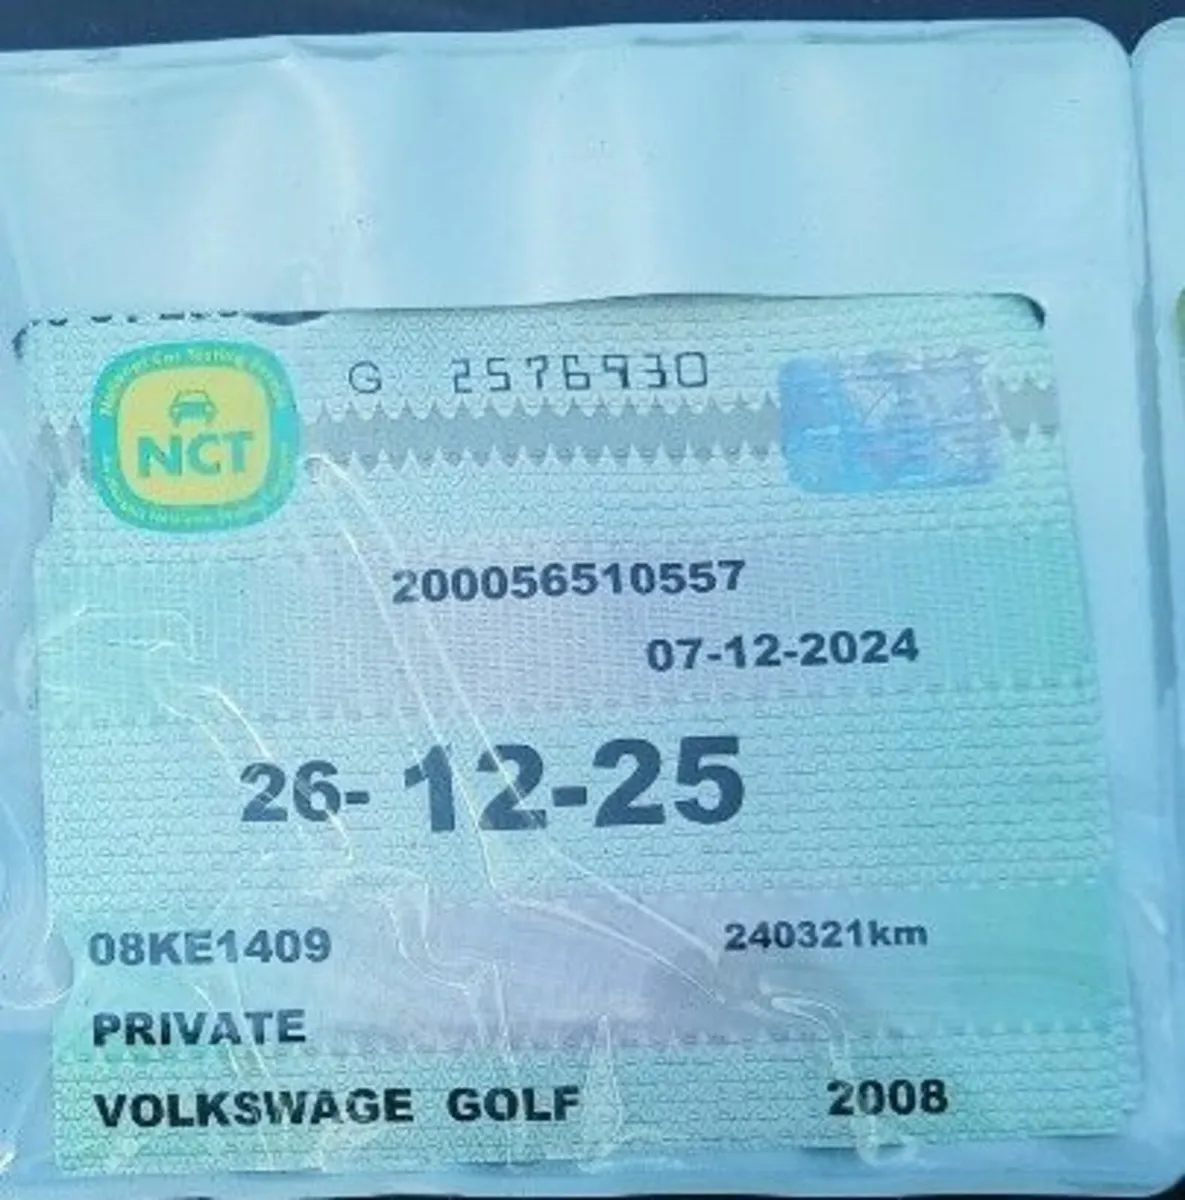 G 2576930
NCT
200056510557
07-12-2024
26-12-25
08KE1409 240321km
PRIVATE
VOLKSWAGE GOLF 2008